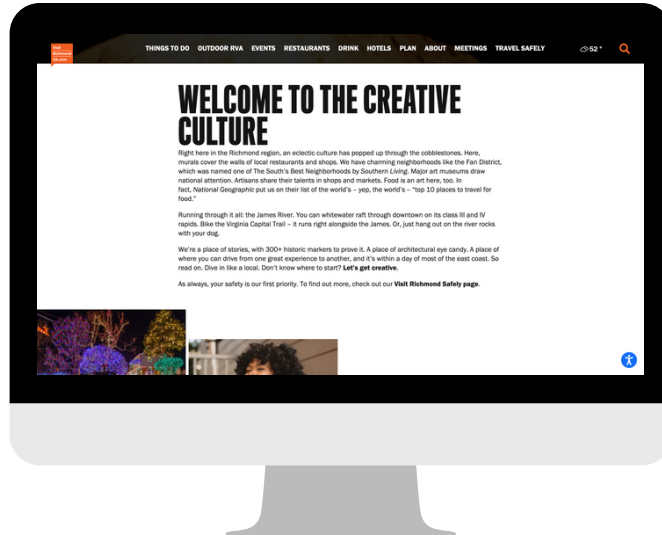 Visit
Richmond
VA.com
THINGS TO DO OUTDOOR RVA EVENTS RESTAURANTS DRINK HOTELS PLAN ABOUT MEETINGS TRAVEL SAFELY
52 °
WELCOME TO THE CREATIVE
CULTURE
Right here in the Richmond region, an eclectic culture has popped up through the cobblestones. Here,
murals cover the walls of local restaurants and shops. We have charming neighborhoods like the Fan District,
which was named one of The South's Best Neighborhoods by Southern Living. Major art museums draw
national attention. Artisans share their talents in shops and markets. Food is an art here, too. In
fact, National Geographic put us on their list of the world's – yep, the world's – "top 10 places to travel for
food."
Running through it all: the James River. You can whitewater raft through downtown on its class III and IV
rapids. Bike the Virginia Capital Trail – it runs right alongside the James. Or, just hang out on the river rocks
with your dog.
We're a place of stories, with 300+ historic markers to prove it. A place of architectural eye candy. A place of
where you can drive from one great experience to another, and it's within a day of most of the east coast. So
read on. Dive in like a local. Don't know where to start? Let's get creative.
As always, your safety is our first priority. To find out more, check out our Visit Richmond Safely page.